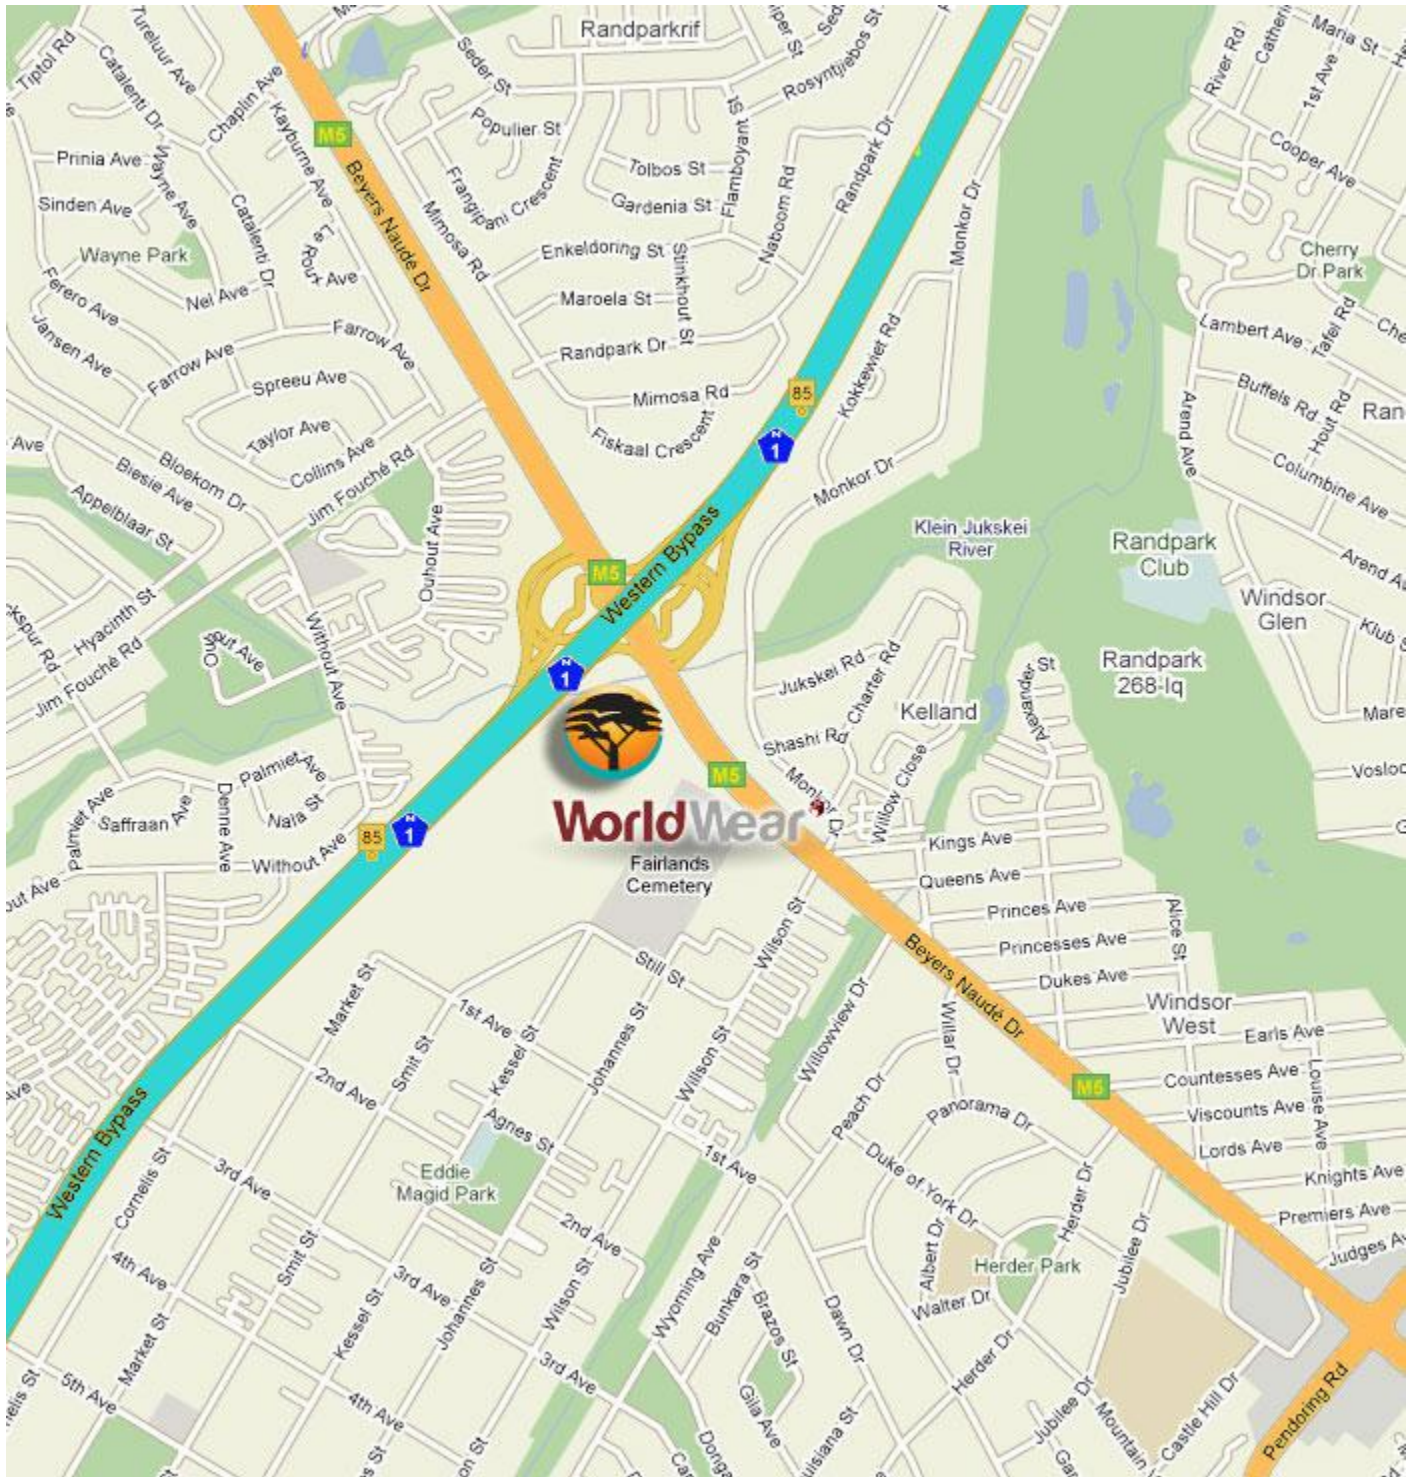 Randparkrif
Tiptol Rd
Tureluur Ave
Catalenti Dr
Chaplin Ave
Kayburne Ave
Seder St
Rosyntjiebos St
River Rd
Maria St
1st Ave
M5
Populier St
Flamboyant St
Prinia Ave
Wayne Ave
Beyers Naude Dr
Frangipani Crescent
Tolbos St
Randpark Dr
Cooper Ave
Sinden Ave
Catalenti Dr
Le Roux Ave
Mimosa Rd
Gardenia St
Naboom Rd
Monkor Dr
Wayne Park
Enkeldoring St
Stinkhout St
Cherry
Dr Park
Ferero Ave
Nel Ave
Maroela St
Jansen Ave
Farrow Ave
Farrow Ave
Randpark Dr
Kokkewiet Rd
Lambert Ave
Tafel Rd
Spreeu Ave
Mimosa Rd
85
Buffels Rd
Arend Ave
Hout Rd
Taylor Ave
Fiskaal Crescent
N
1
Ave
Bloekom Dr
Collins Ave
Biesie Ave
Jim Fouché Rd
Monkor Dr
Columbine Ave
Appelblaar St
Western Bypass
Klein Jukskei
River
Randpark
Club
Ouhout Ave
M5
Windsor
Glen
Hyacinth St
Without Ave
Jim Fouché Rd
Jukskei Rd
Charter Rd
Alexander St
Randpark
268-Iq
N
1
Kelland
Shashi Rd
Palmiet Ave
M5
Monkor Dr
Willow Close
Palmiet Ave
Saffraan Ave
Denne Ave
Nala St
85
N
1
WorldWear
Kings Ave
Without Ave
Fairlands
Cemetery
Queens Ave
Princes Ave
Alice St
Wilson St
Beyers Naudé Dr
Princesses Ave
Still St
Dukes Ave
Market St
1st Ave
Windsor
West
Willowview Dr
Willar Dr
Earls Ave
Smit St
Kessel St
Johannes St
Willson St
2nd Ave
M5
Countesses Ave
Louise Ave
Western Bypass
Agnes St
Peach Dr
Panorama Dr
Viscounts Ave
Lords Ave
3rd Ave
Eddie
Magid Park
1st Ave
Duke of York Dr
Knights Ave
Cornelis St
2nd Ave
Herder Dr
Premiers Ave
Judges Av
4th Ave
Smit St
3rd Ave
Wyoming Ave
Albert Dr
Herder Park
Jubilee Dr
Johannes St
Wilson St
Bunkara St
Walter Dr
Market St
Kessel St
3rd Ave
Brazos St
Dawn Dr
Herder Dr
5th Ave
4th Ave
Gila Ave
Jubilee Dr
Mountain
Castle Hill Dr
Pendoring Rd